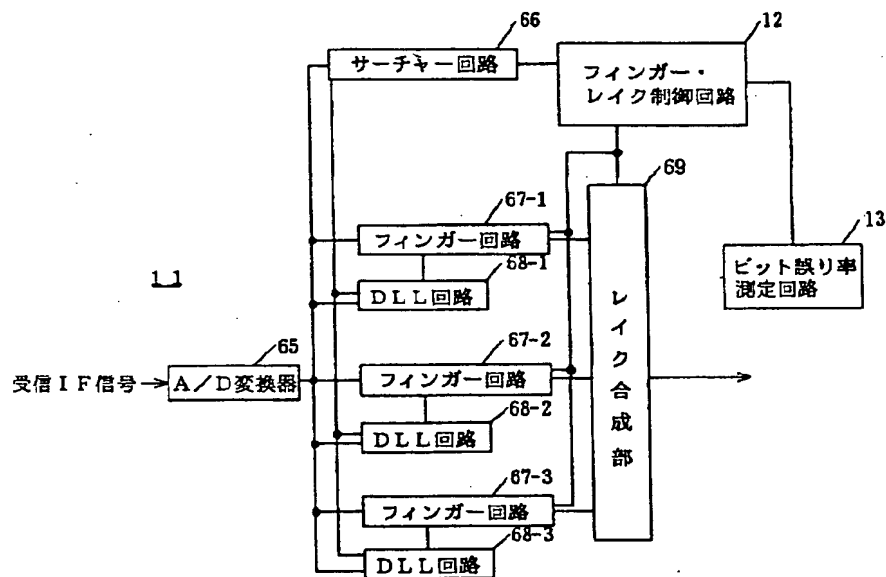 66
サーチャー回路
12
フィンガー・
レイク制御回路
69
67-1
フィンガー回路
68-1
DLL回路
13
ビット誤り率
測定回路
11
レイク合成部
65
受信IF信号
A/D変換器
67-2
フィンガー回路
68-2
DLL回路
67-3
フィンガー回路
68-3
DLL回路